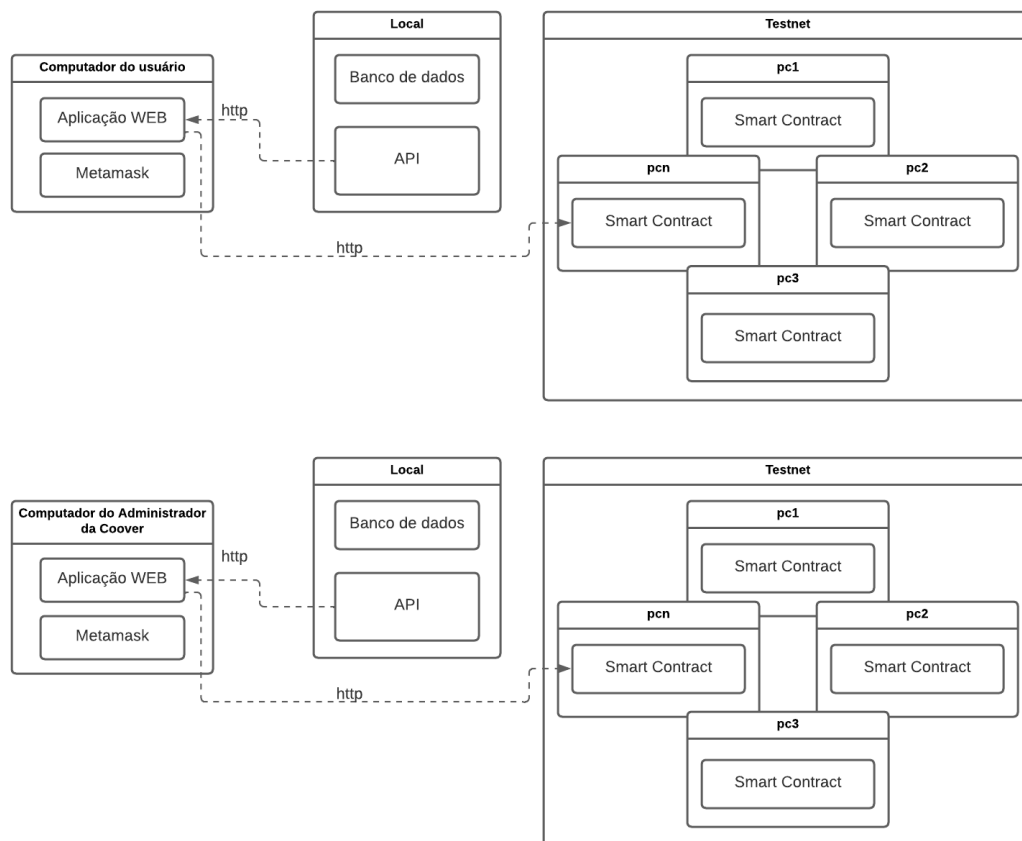 Local
Testnet
Computador do usuário
pc1
Banco de dados
Aplicação WEB
http
Smart Contract
API
Metamask
pcn
pc2
Smart Contract
Smart Contract
http
pc3
Smart Contract
Local
Testnet
Computador do Administrador
da Coover
pc1
Banco de dados
http
Smart Contract
Aplicação WEB
API
pcn
pc2
Metamask
Smart Contract
Smart Contract
http
pc3
Smart Contract